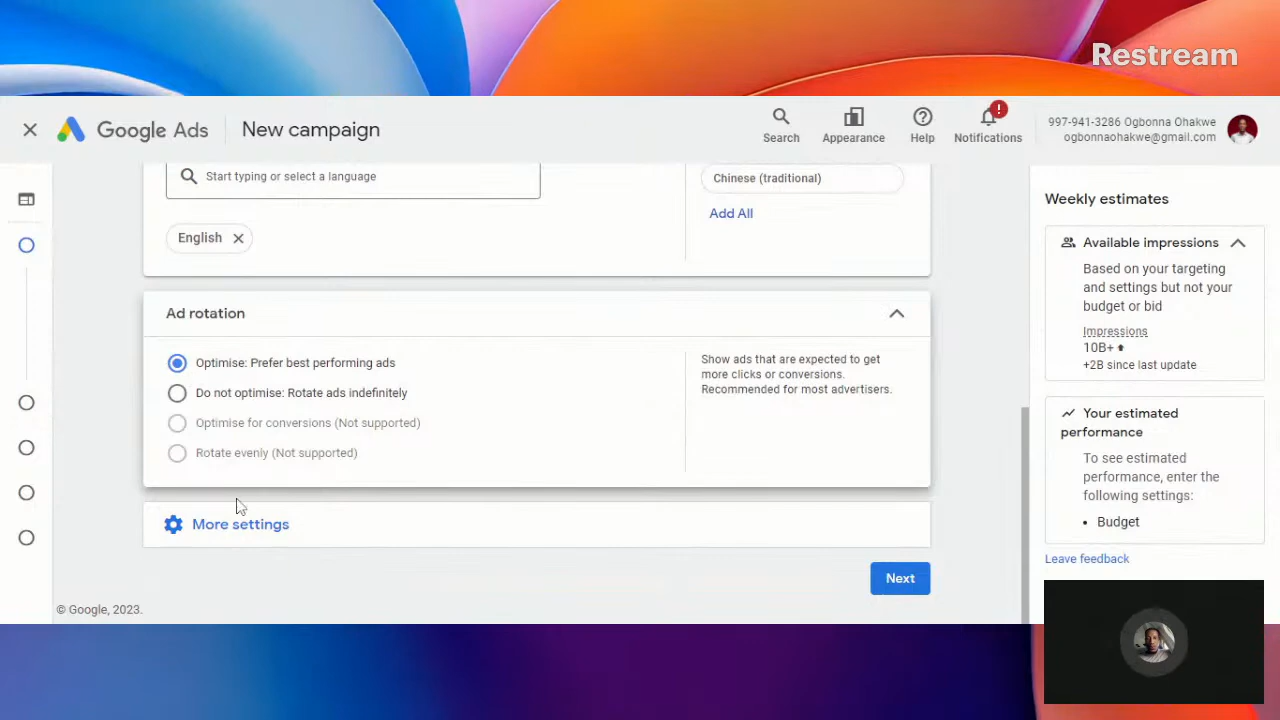 Restream
Google Ads
New campaign
Search
Appearance
Help
Notifications
!
997-941-3286 Ogbonna Ohakwe
ogbonnaohakwe@gmail.com
Start typing or select a language
English
Chinese (traditional)
Add All
Ad rotation
Optimise: Prefer best performing ads
Do not optimise: Rotate ads indefinitely
Optimise for conversions (Not supported)
Rotate evenly (Not supported)
Show ads that are expected to get
more clicks or conversions.
Recommended for most advertisers.
More settings
Next
© Google, 2023.
Weekly estimates
Available impressions
Based on your targeting
and settings but not your
budget or bid
Impressions
10B+
+2B since last update
Your estimated
performance
To see estimated
performance, enter the
following settings:
• Budget
Leave feedback